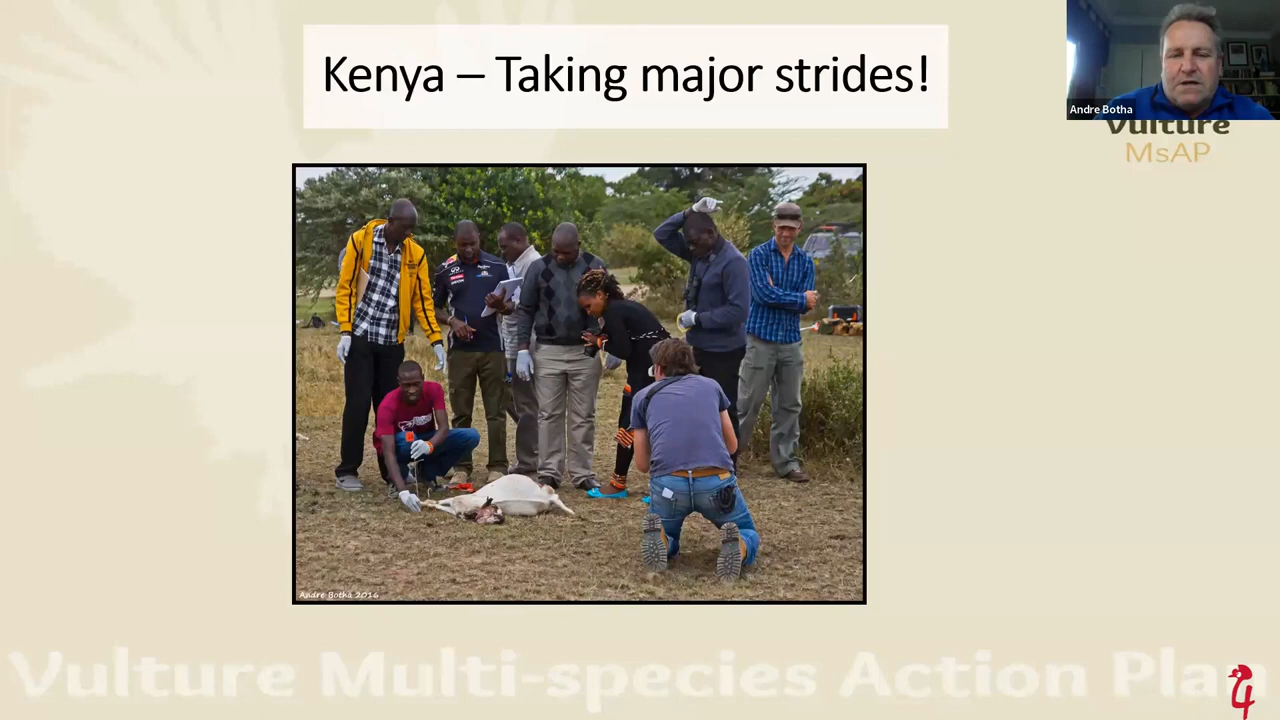 Kenya – Taking major strides!
Andre Botha
Vulture
MsAP
Andre Botha 2016
Vulture Multi-species Action Plan